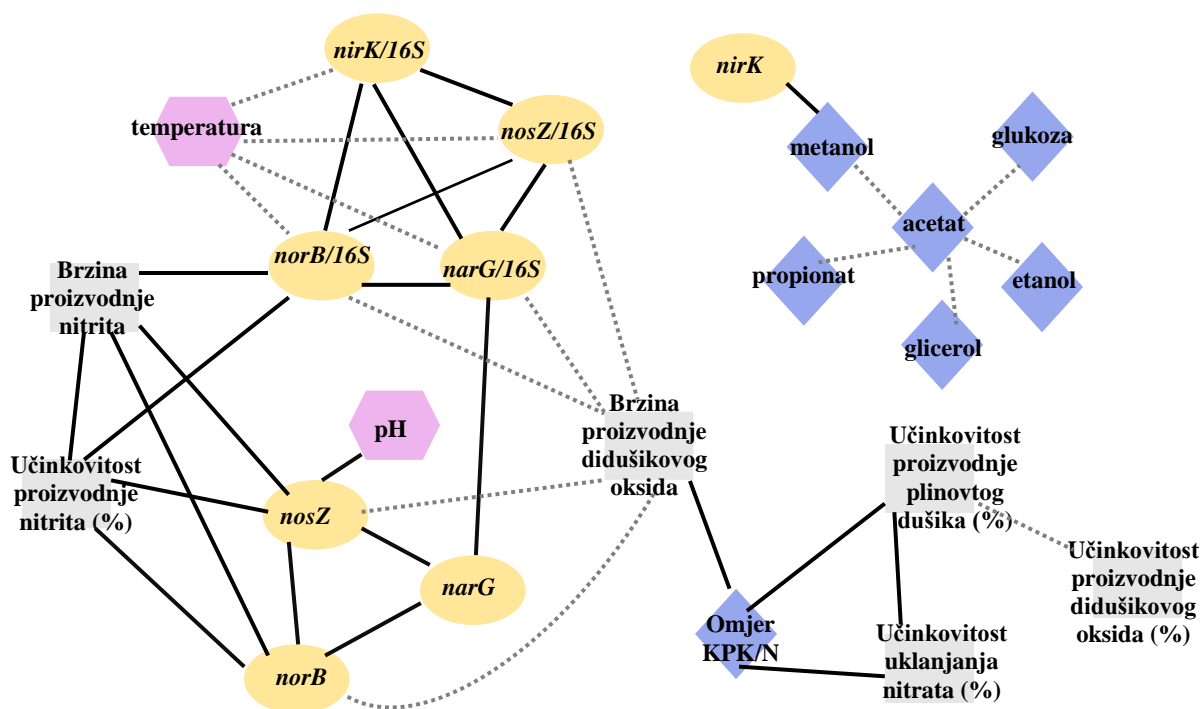 nirK/16S
nirK
temperatura
nosZ/16S
metanol
glukoza
acetat
norB/16S
narG/16S
propionat
etanol
glicerol
Brzina
proizvodnje
nitrita
pH
Brzina
proizvodnje
didušikovog
oksida
Učinkovitost
proizvodnje
nitrita (%)
nosZ
Učinkovitost
proizvodnje
plinovtog
dušika (%)
narG
Učinkovitost
proizvodnje
didušikovog
oksida (%)
Omjer
KPK/N
Učinkovitost
uklanjanja
nitrata (%)
norB